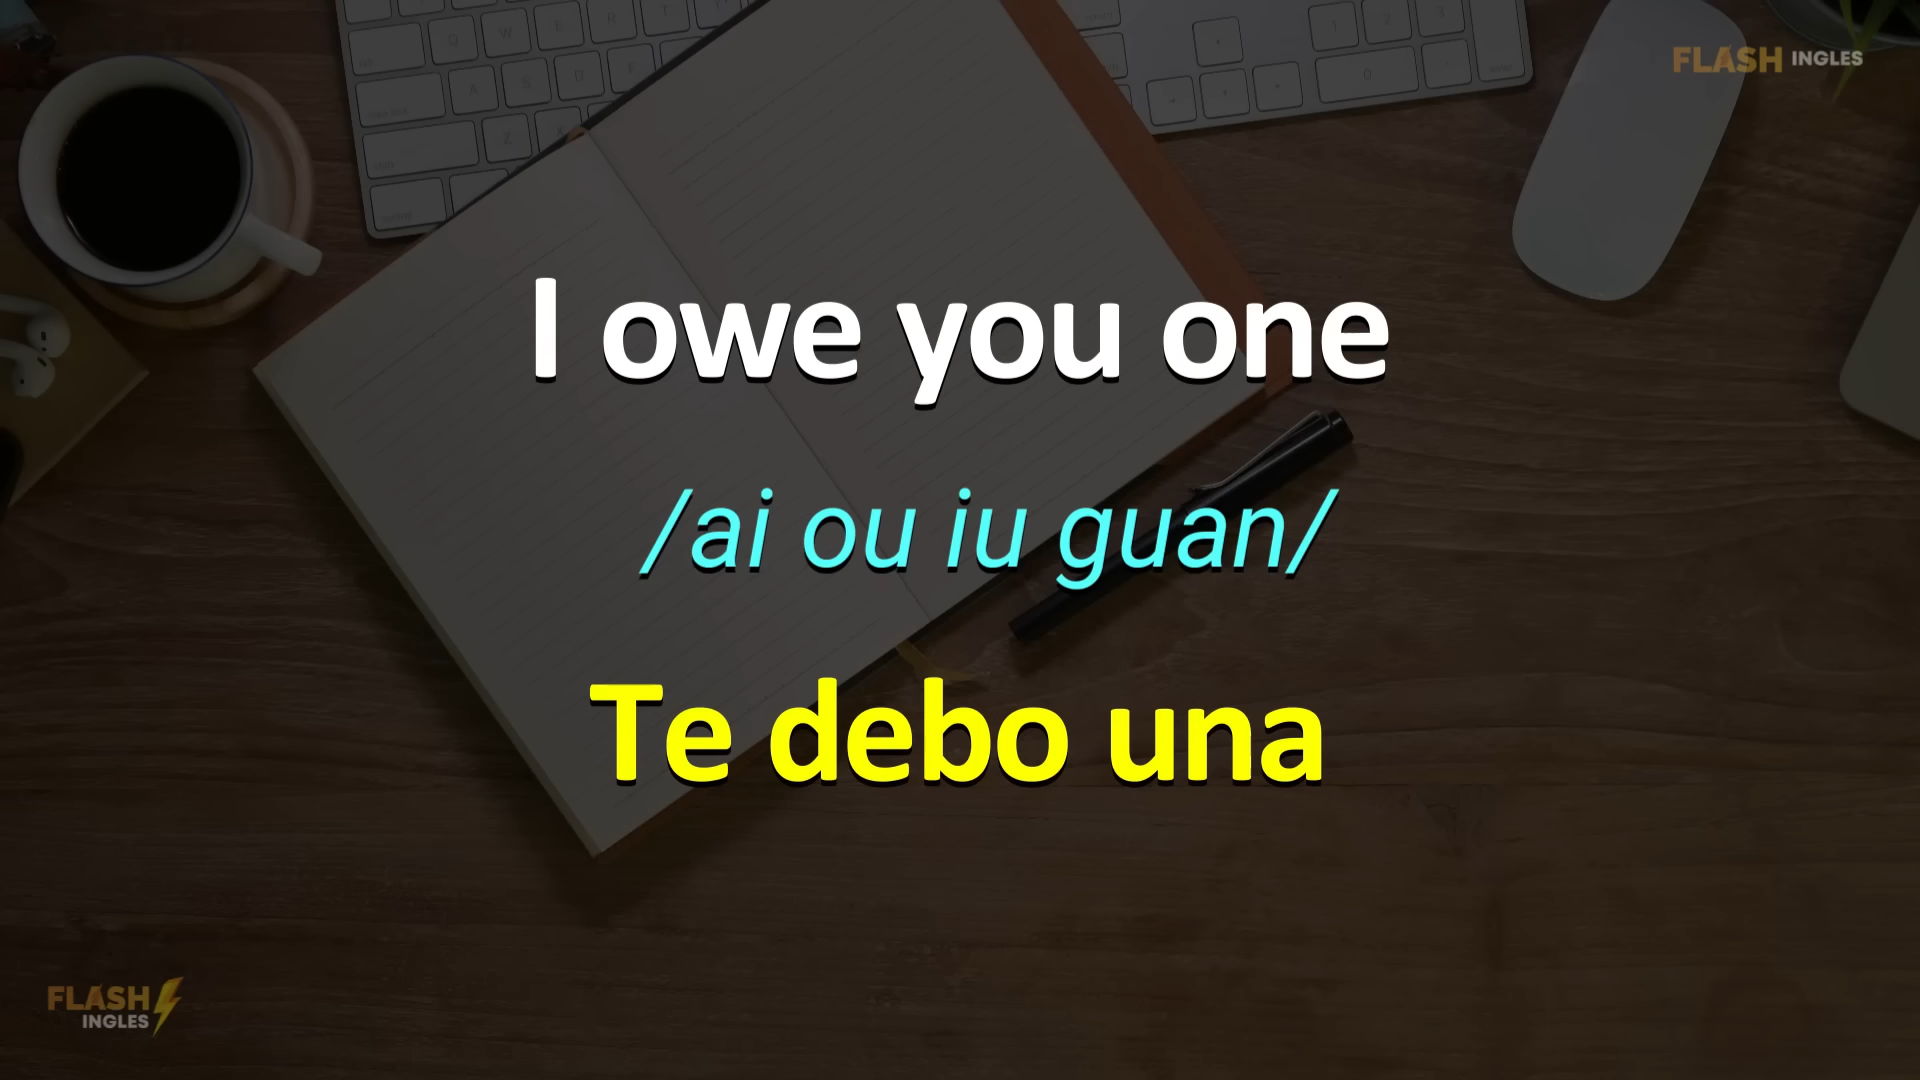 FLASH INGLES
I owe you one
/ai ou iu guan/
Te debo una
FLASH
INGLES